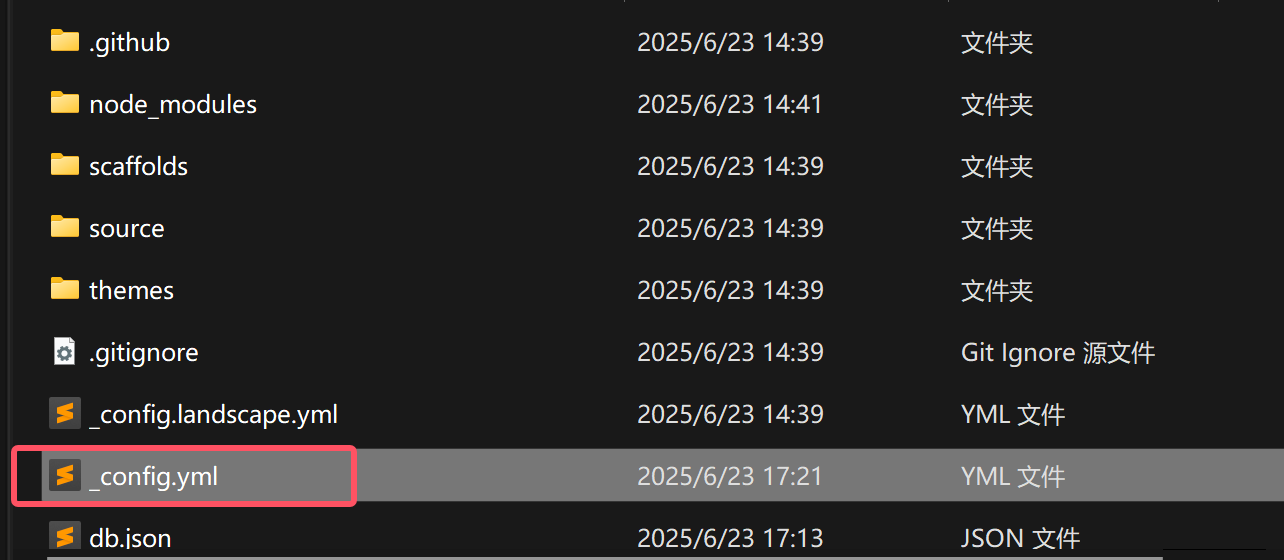 .github 2025/6/23 14:39 文件夹
node_modules 2025/6/23 14:41 文件夹
scaffolds 2025/6/23 14:39 文件夹
source 2025/6/23 14:39 文件夹
themes 2025/6/23 14:39 文件夹
.gitignore 2025/6/23 14:39 Git Ignore 源文件
_config.landscape.yml 2025/6/23 14:39 YML 文件
_config.yml 2025/6/23 17:21 YML 文件
db.json 2025/6/23 17:13 JSON 文件